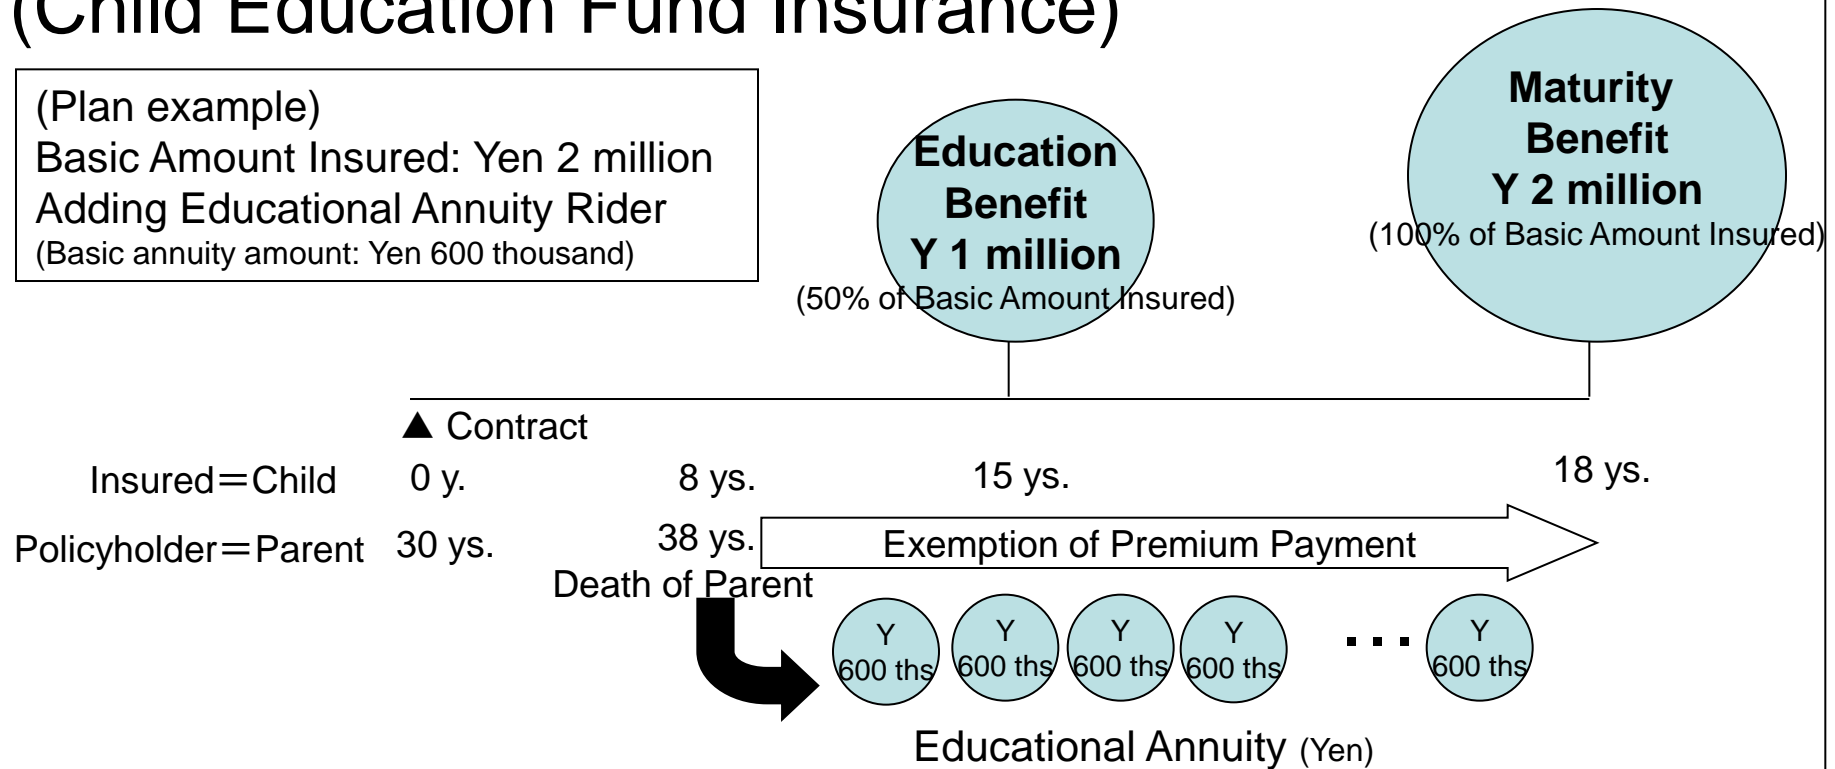 (Child Education Fund Insurance)
(Plan example)
Basic Amount Insured: Yen 2 million
Adding Educational Annuity Rider
(Basic annuity amount: Yen 600 thousand)
Education
Benefit
Y 1 million
(50% of Basic Amount Insured)
Maturity
Benefit
Y 2 million
(100% of Basic Amount Insured)
▲ Contract
Insured＝Child 0 y. 8 ys. 15 ys. 18 ys.
Policyholder＝Parent 30 ys. 38 ys. Exemption of Premium Payment
Death of Parent
Y Y Y Y Y
600 ths 600 ths 600 ths 600 ths … 600 ths
Educational Annuity (Yen)